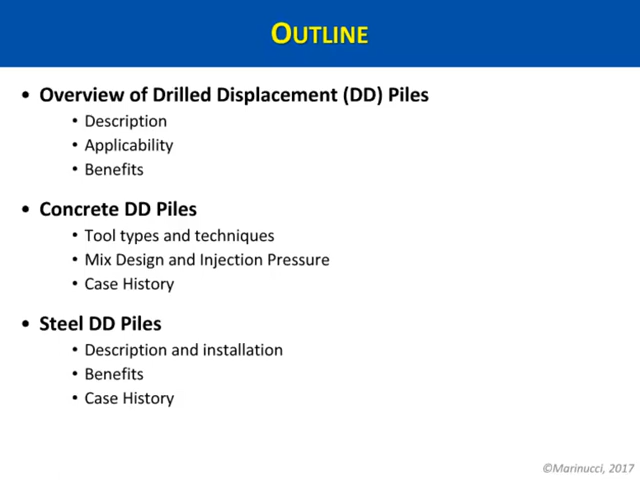 OUTLINE
• Overview of Drilled Displacement (DD) Piles
• Description
• Applicability
• Benefits
• Concrete DD Piles
• Tool types and techniques
• Mix Design and Injection Pressure
• Case History
• Steel DD Piles
• Description and installation
• Benefits
• Case History
©Marinucci, 2017